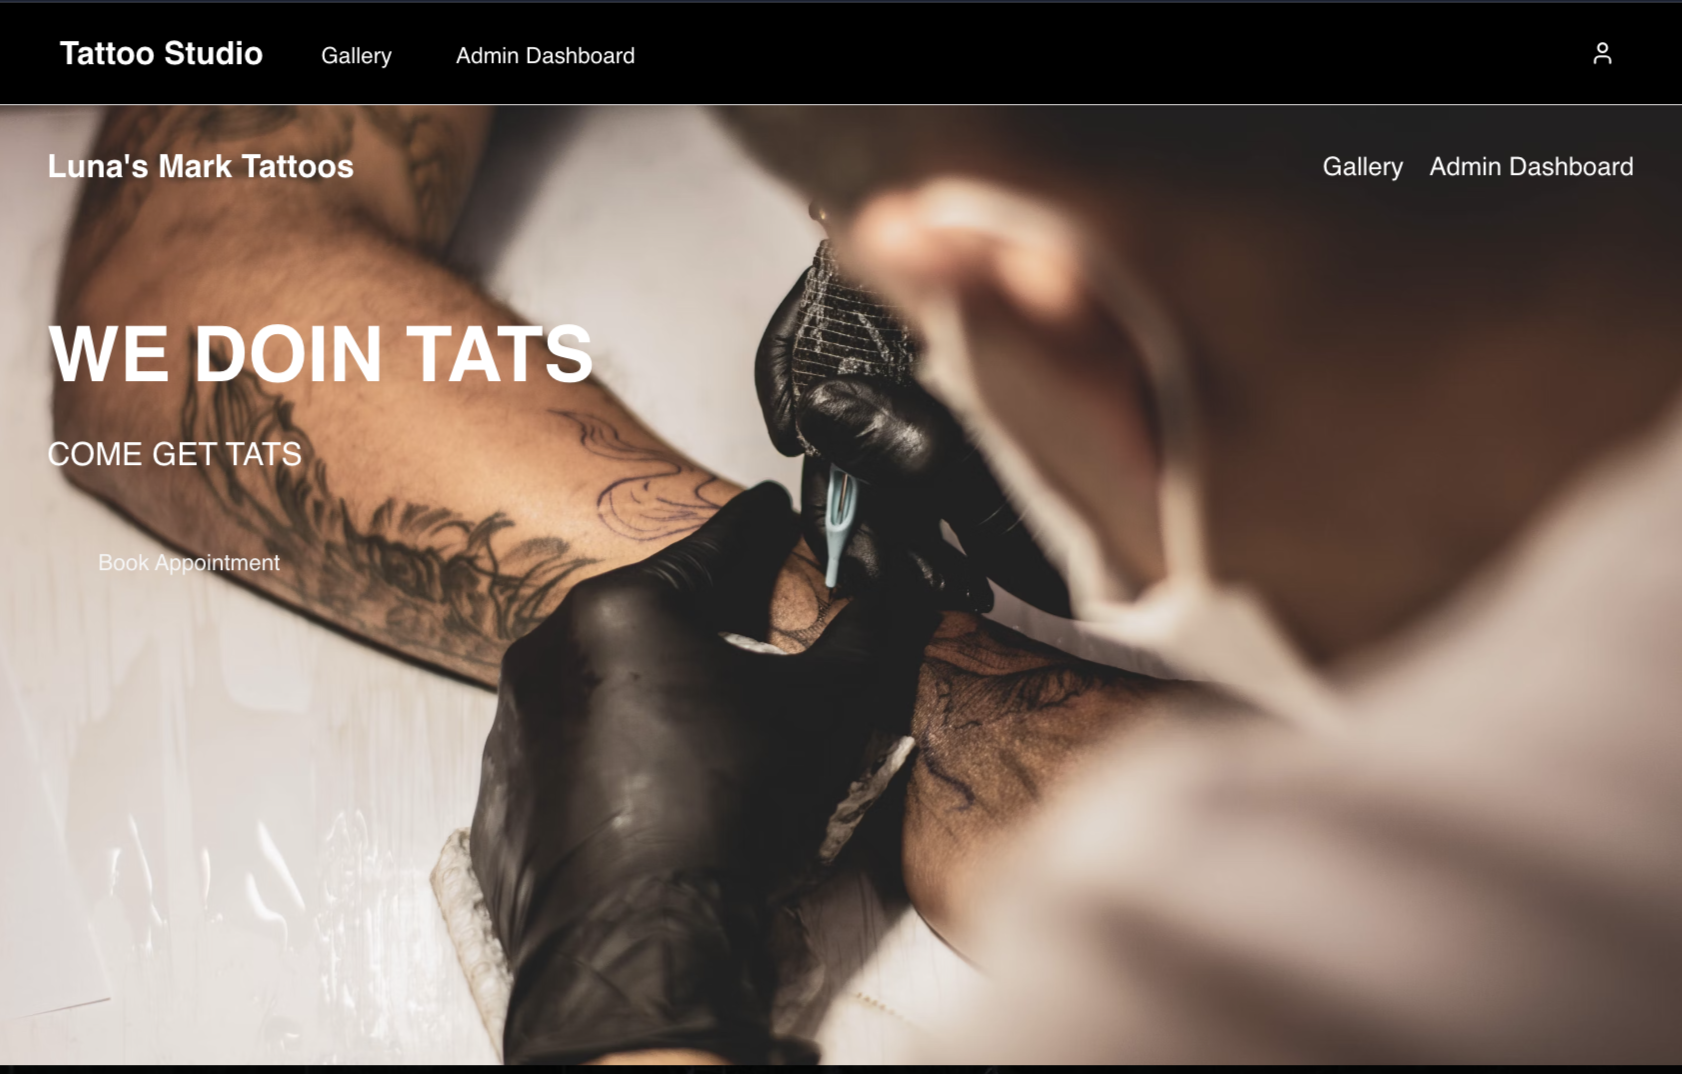 Tattoo Studio Gallery Admin Dashboard
Luna's Mark Tattoos Gallery Admin Dashboard
WE DOIN TATS
COME GET TATS
Book Appointment